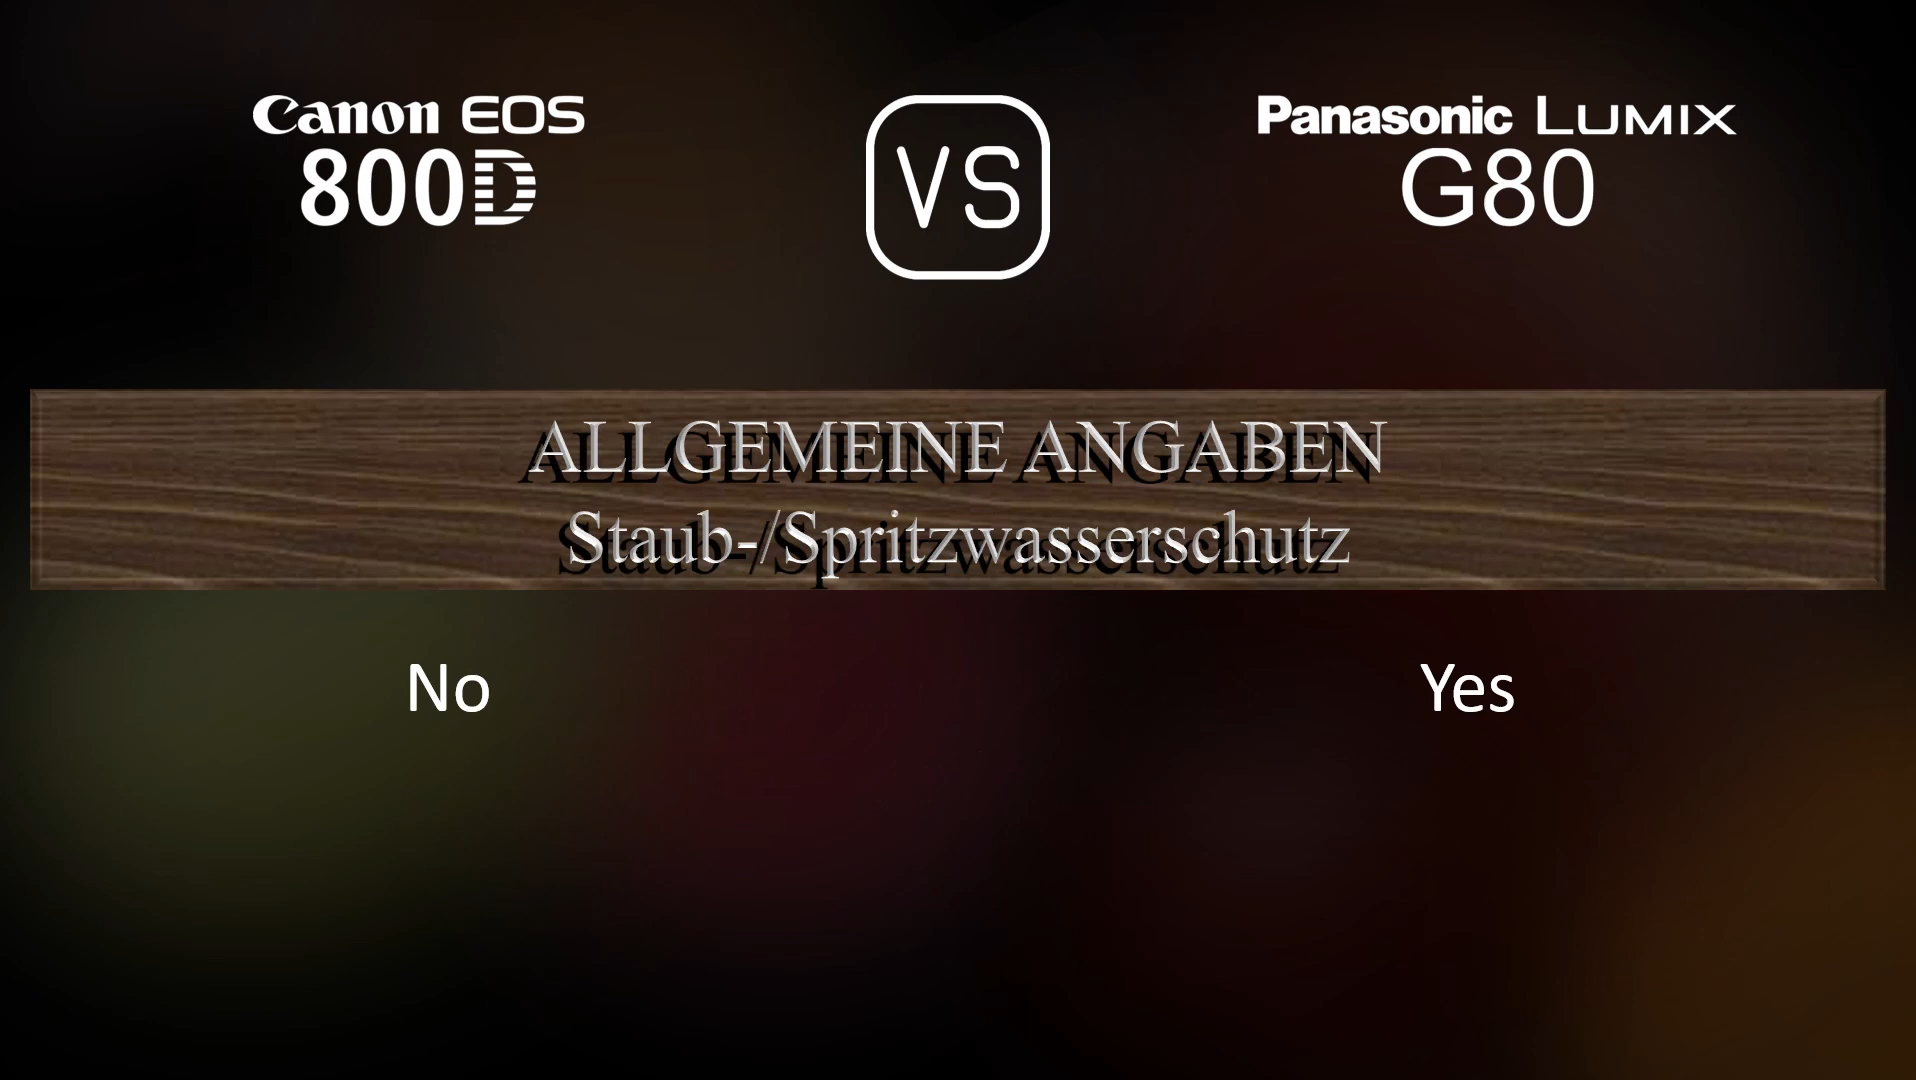 Canon EOS
800D
VS
Panasonic LUMIX
G80
ALLGEMEINE ANGABEN
Staub-/Spritzwasserschutz
No
Yes